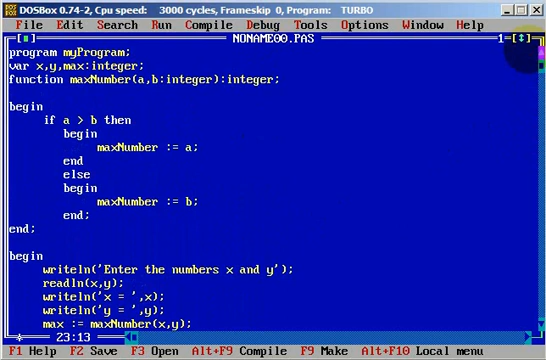 DOSBox 0.74-2, Cpu speed: 3000 cycles, Frameskip 0, Program: TURBO
File Edit Search Run Compile Debug Tools Options Window Help
NONAME00.PAS 1
program myProgram;
var x,y,max:integer;
function maxNumber(a,b:integer):integer;
begin
if a > b then
begin
maxNumber := a;
end
else
begin
maxNumber := b;
end;
end;
begin
writeln('Enter the numbers x and y');
readln(x,y);
writeln('x = ',x);
writeln('y = ',y);
max := maxNumber(x,y);
23:13
F1 Help F2 Save F3 Open Alt+F9 Compile F9 Make Alt+F10 Local menu